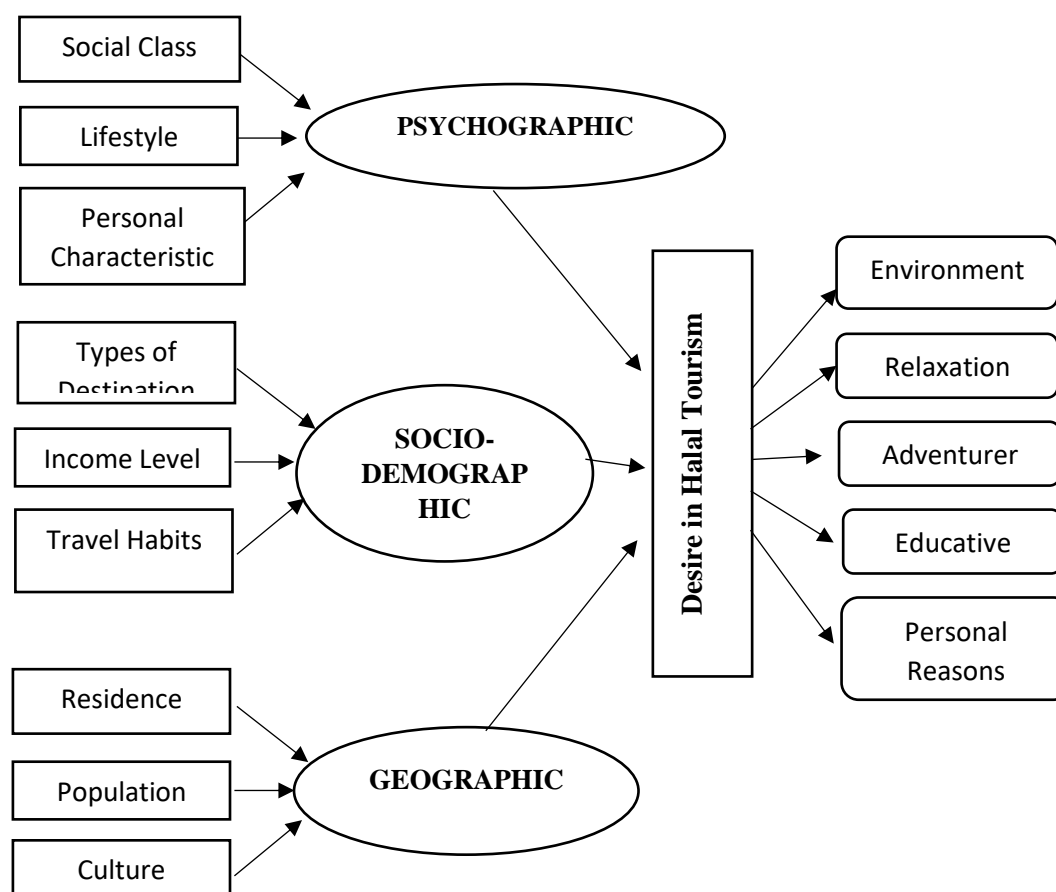 Social Class
Lifestyle
Personal
Characteristic
PSYCHOGRAPHIC
Types of
Destination
Income Level
Travel Habits
SOCIO-
DEMOGRAP
HIC
Residence
Population
Culture
GEOGRAPHIC
Desire in Halal Tourism
Environment
Relaxation
Adventurer
Educative
Personal
Reasons